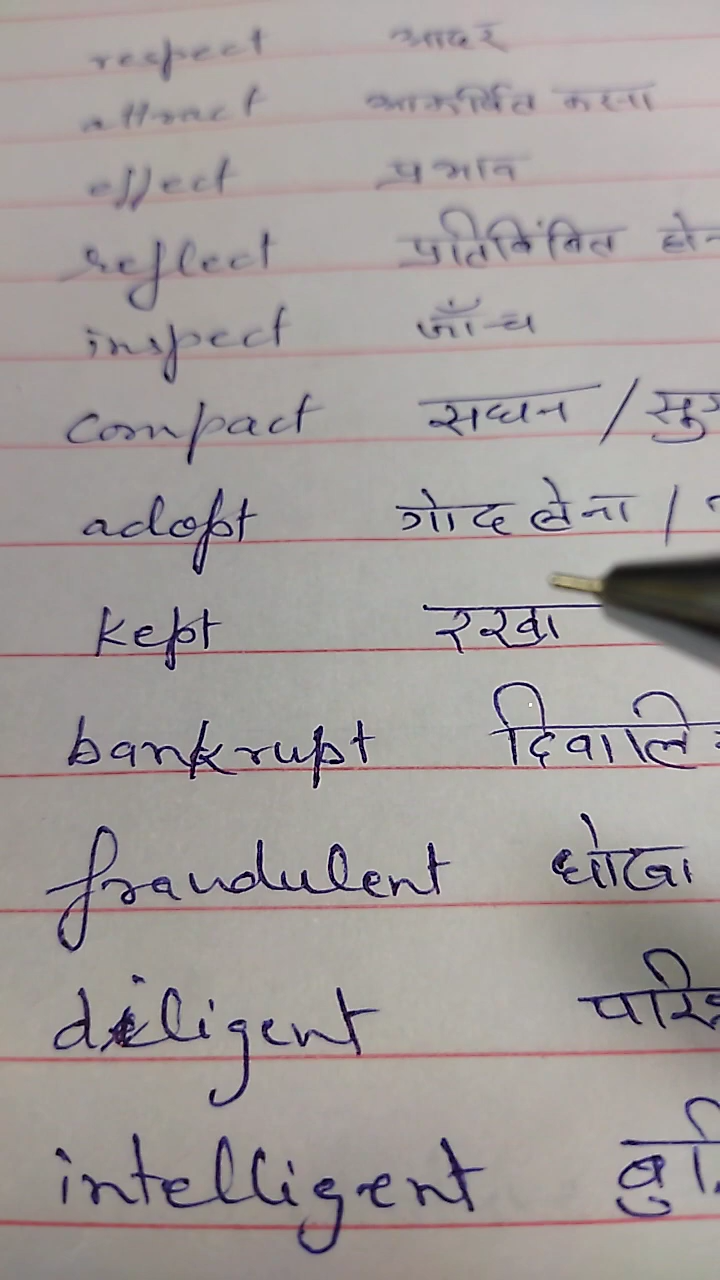 respect आदर
attract आकर्षित करना
effect प्रभाव
reflect प्रतिबिंबित
inspect जाँच
compact सघन /
adopt गोद लेना /
kept रखा
bankrupt
fraudulent धोखा
diligent
intelligent